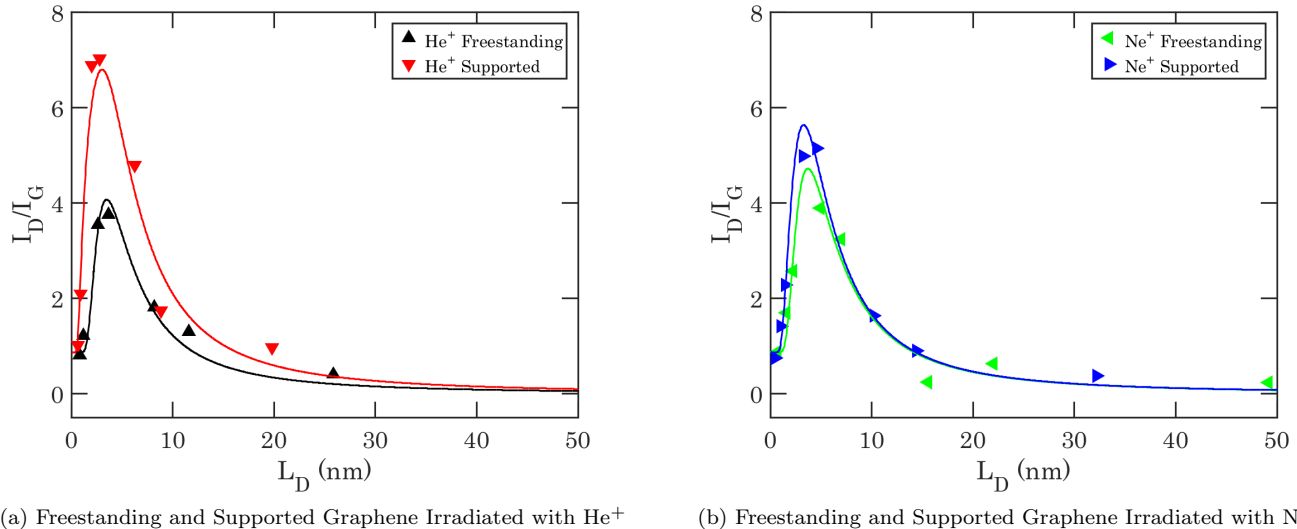 He⁺ Freestanding
He⁺ Supported
I_D/I_G
8
6
4
2
0
0 10 20 30 40 50
L_D (nm)
(a) Freestanding and Supported Graphene Irradiated with He⁺
Ne⁺ Freestanding
Ne⁺ Supported
I_D/I_G
8
6
4
2
0
0 10 20 30 40 50
L_D (nm)
(b) Freestanding and Supported Graphene Irradiated with N